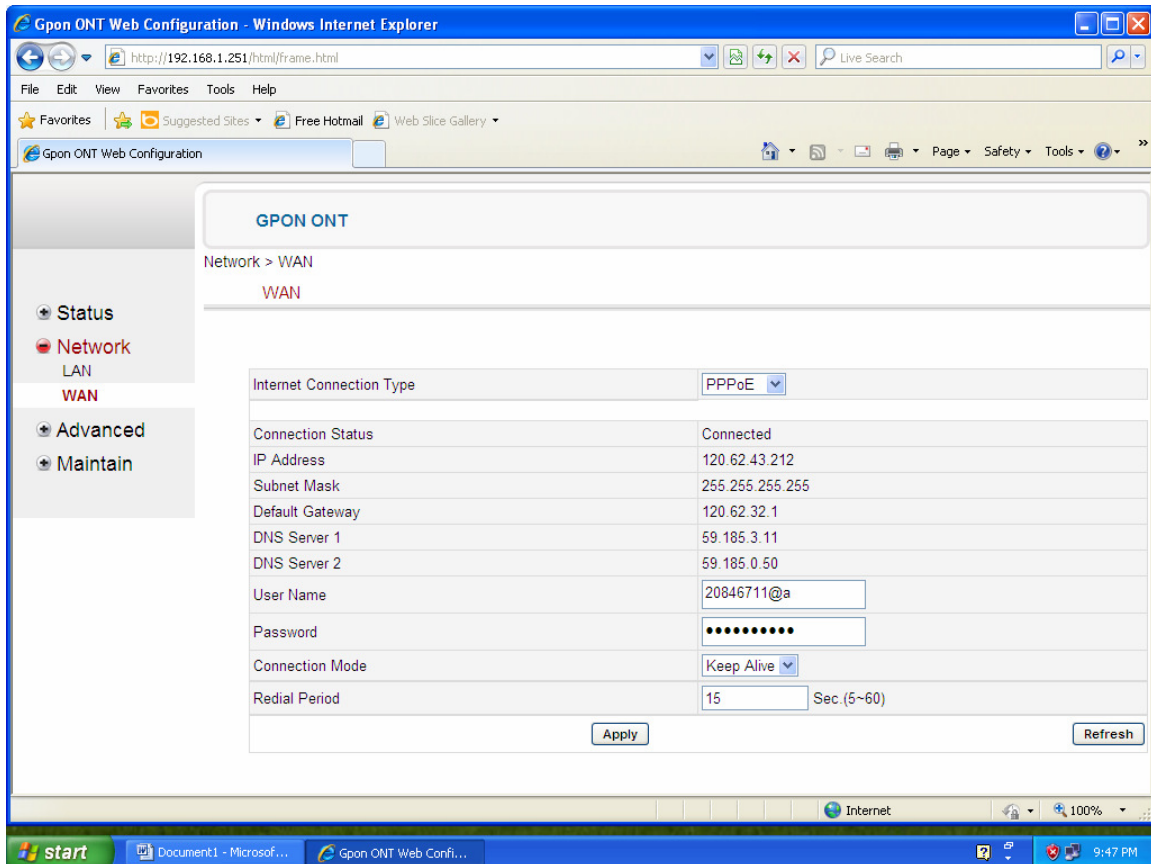 Gpon ONT Web Configuration - Windows Internet Explorer
http://192.168.1.251/html/frame.html
Live Search
File Edit View Favorites Tools Help
Favorites Suggested Sites Free Hotmail Web Slice Gallery
Gpon ONT Web Configuration
Page Safety Tools »
GPON ONT
Network > WAN
WAN
Status
Network
LAN
WAN
Advanced
Maintain
Internet Connection Type PPPoE
Connection Status Connected
IP Address 120.62.43.212
Subnet Mask 255.255.255.255
Default Gateway 120.62.32.1
DNS Server 1 59.185.3.11
DNS Server 2 59.185.0.50
User Name 20846711@a
Password ••••••••••
Connection Mode Keep Alive
Redial Period 15 Sec.(5~60)
Apply Refresh
Internet 100%
start Document1 - Microsof... Gpon ONT Web Confi... 9:47 PM